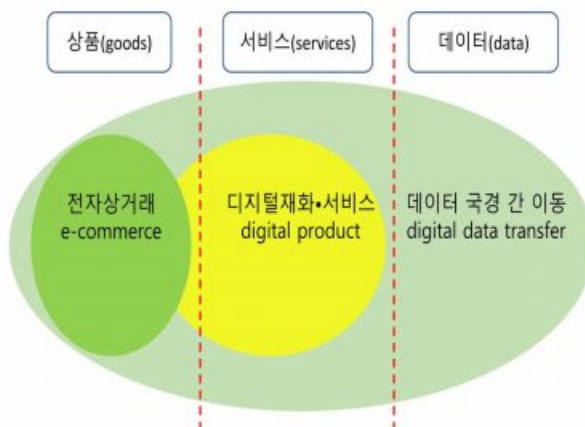 상품(goods)
서비스(services)
데이터(data)
전자상거래
e-commerce
디지털재화•서비스
digital product
데이터 국경 간 이동
digital data transfer